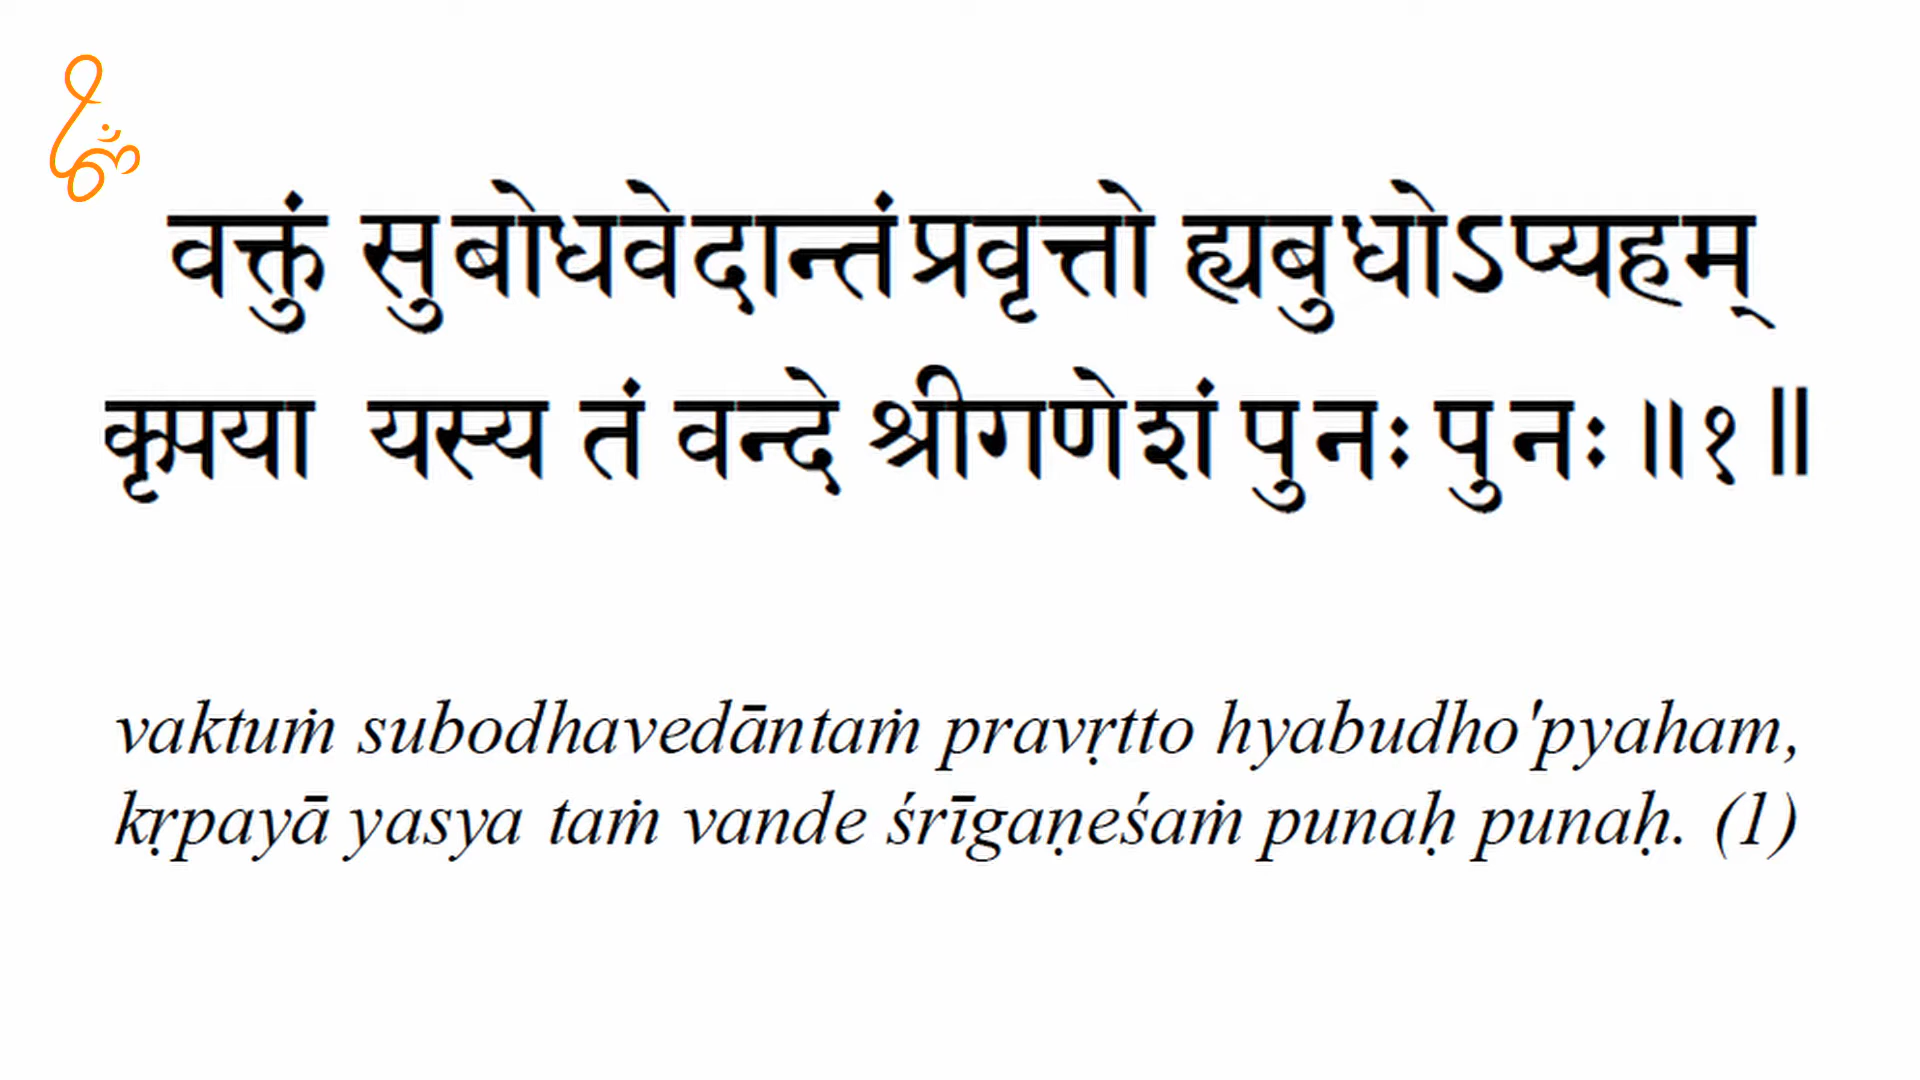 वक्तुं सुबोधवेदान्तंप्रवृत्तो ह्यबुधोऽप्यहम्
कृपया यस्य तं वन्दे श्रीगणेशं पुनः पुनः ॥१॥
vaktuṁ subodhavedāntaṁ pravṛtto hyabudho'pyaham,
kṛpayā yasya taṁ vande śrīgaṇeśaṁ punaḥ punaḥ. (1)